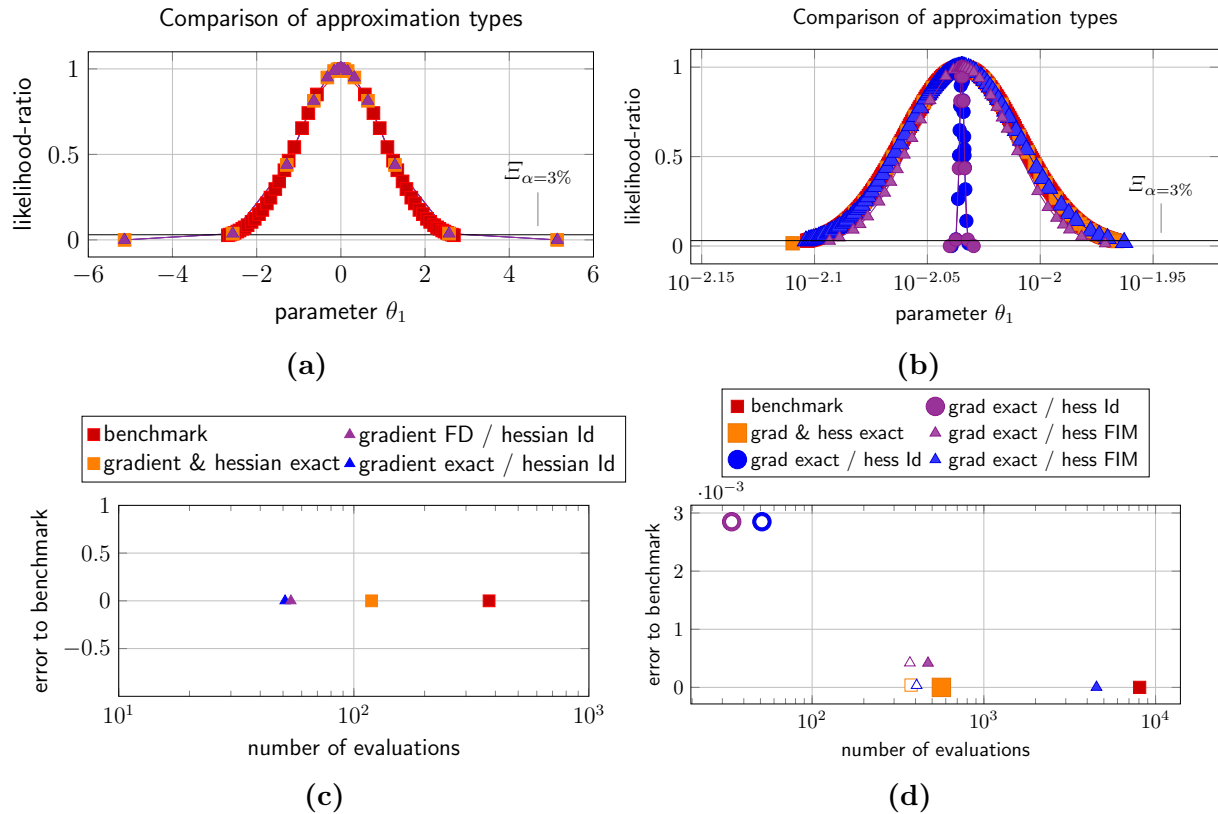 Comparison of approximation types
likelihood-ratio
1
0.5
0
Ξα=3%
−6 −4 −2 0 2 4 6
parameter θ1
(a)
Comparison of approximation types
likelihood-ratio
1
0.5
0
Ξα=3%
10−2.15 10−2.1 10−2.05 10−2 10−1.95
parameter θ1
(b)
benchmark
gradient FD / hessian Id
gradient & hessian exact
gradient exact / hessian Id
error to benchmark
1
0.5
0
−0.5
10^1 10^2 10^3
number of evaluations
(c)
benchmark
grad exact / hess Id
grad & hess exact
grad exact / hess FIM
grad exact / hess Id
grad exact / hess FIM
·10−3
error to benchmark
3
2
1
0
10^2 10^3 10^4
number of evaluations
(d)